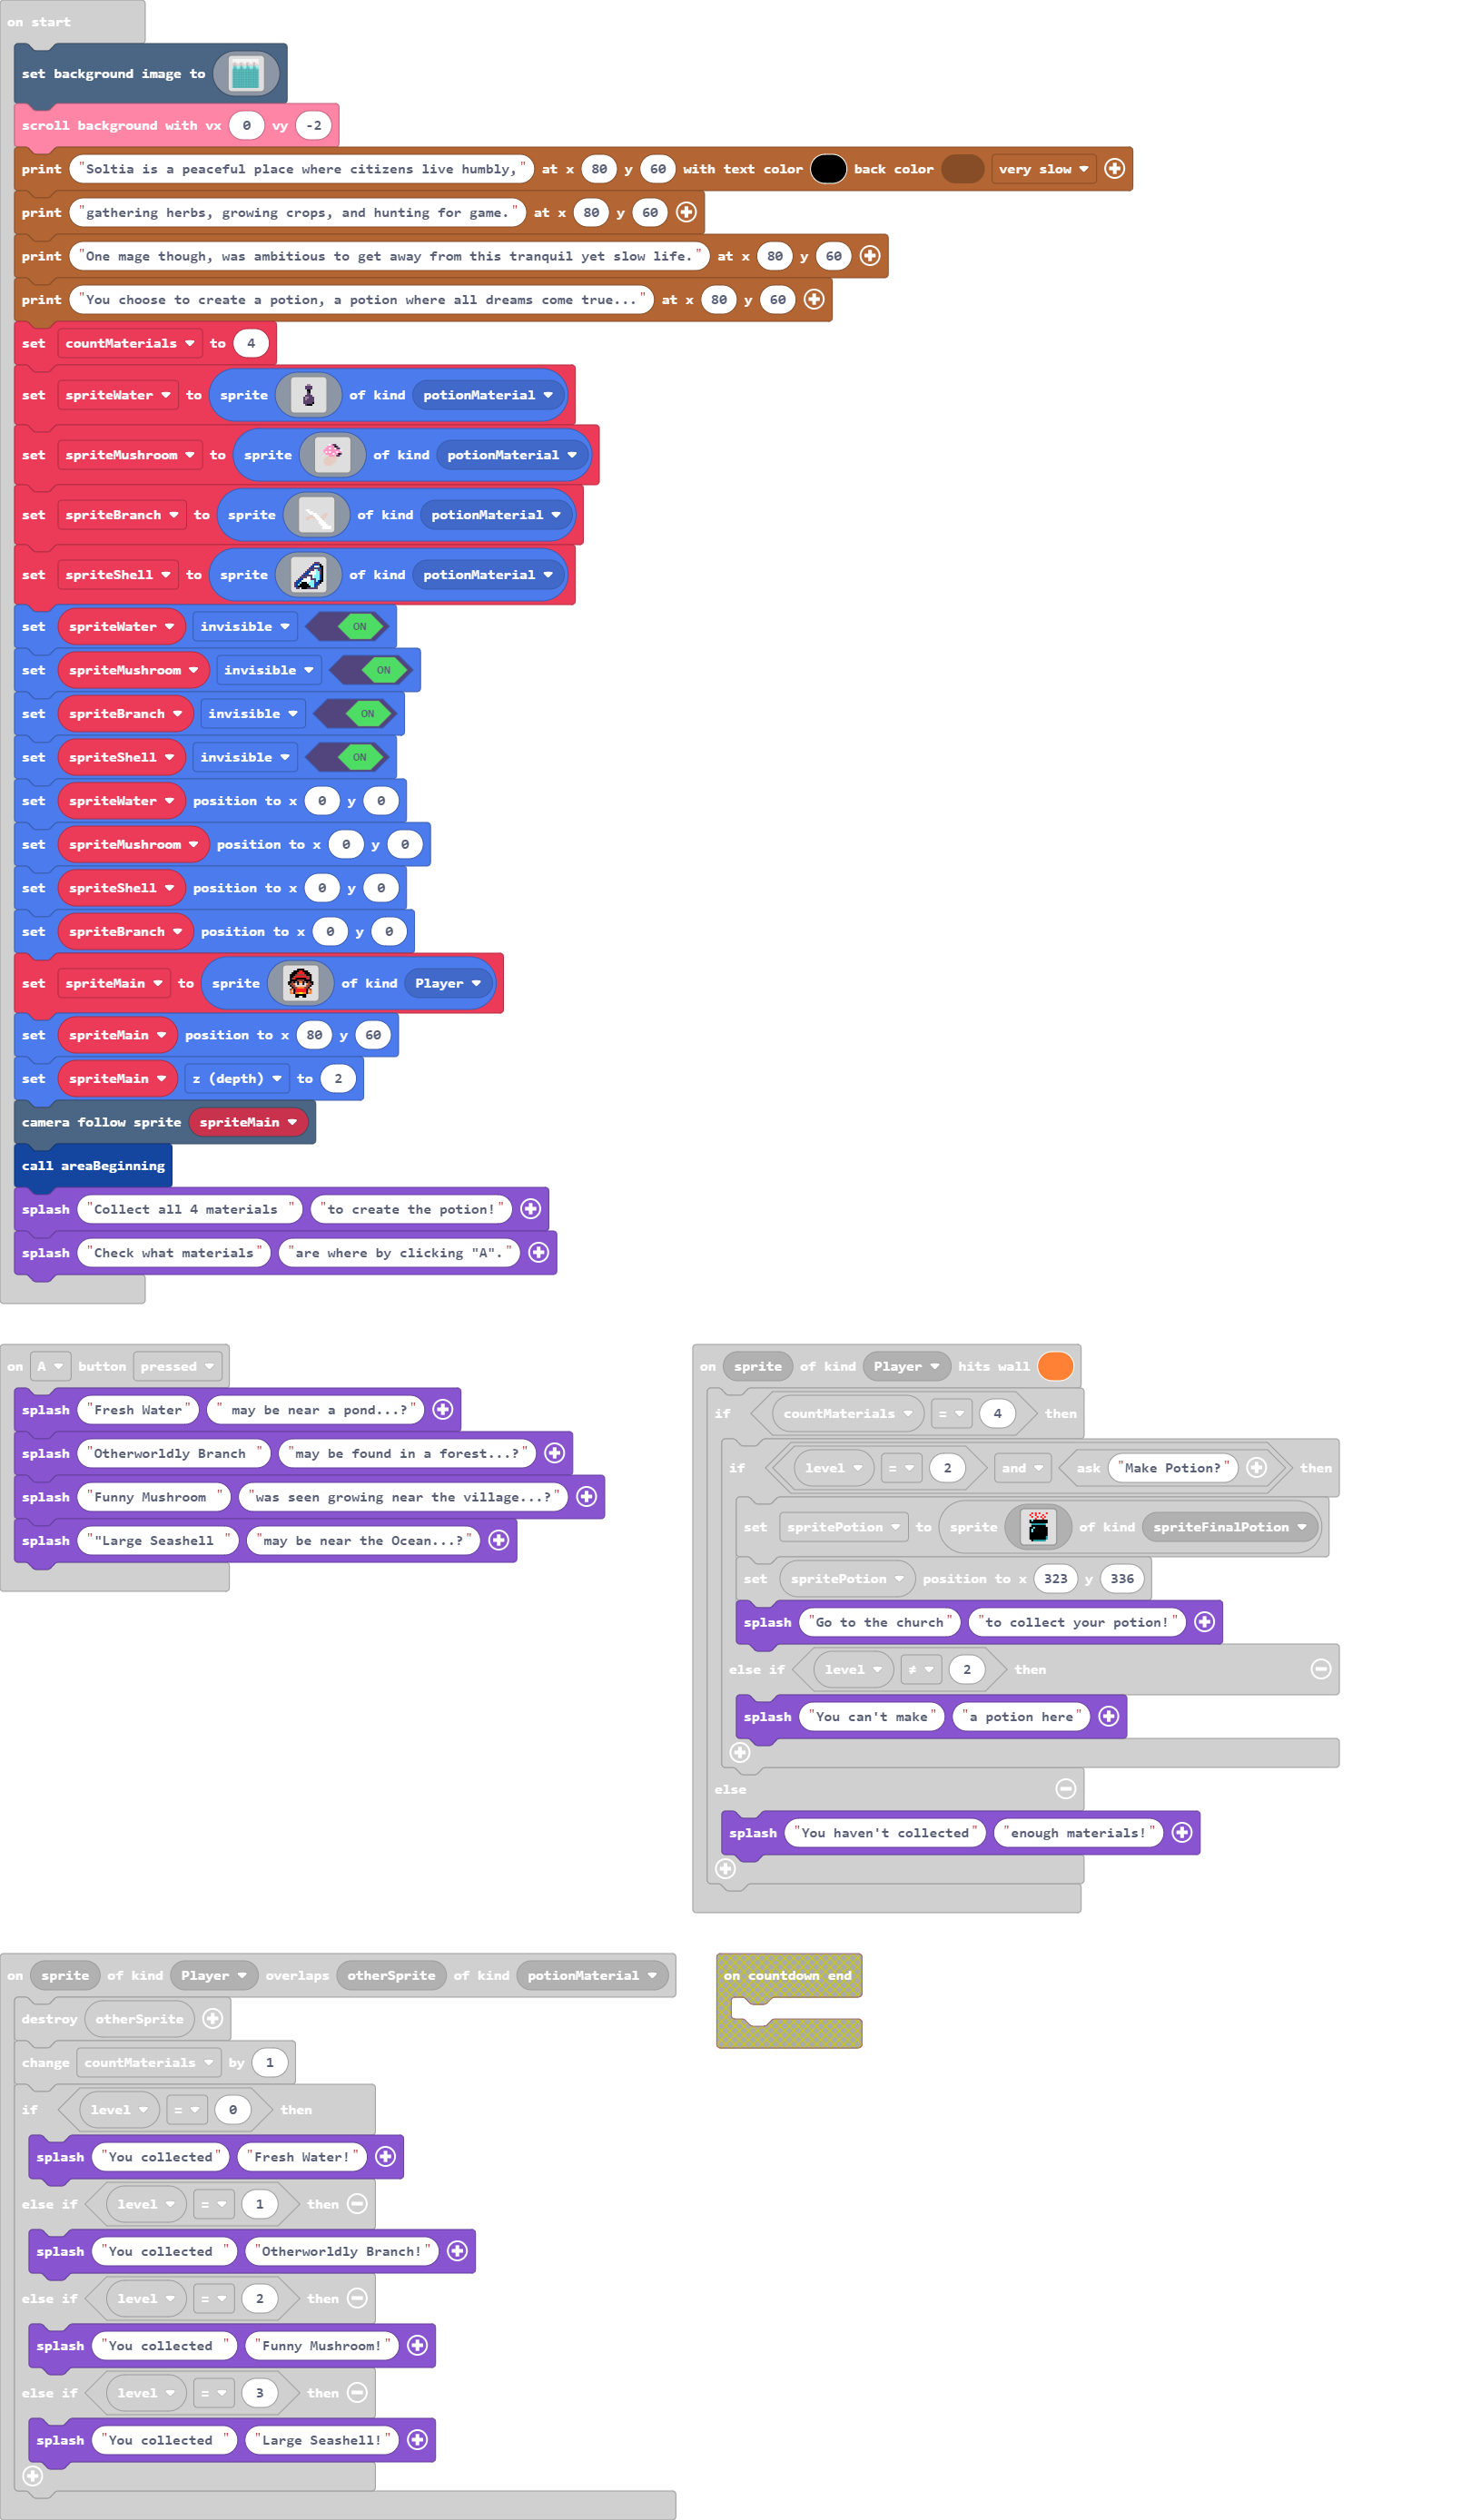 on start
set background image to
scroll background with vx 0 vy -2
print "Soltia is a peaceful place where citizens live humbly," at x 80 y 60 with text color back color very slow
print "gathering herbs, growing crops, and hunting for game." at x 80 y 60
print "One mage though, was ambitious to get away from this tranquil yet slow life." at x 80 y 60
print "You choose to create a potion, a potion where all dreams come true..." at x 80 y 60
set countMaterials to 4
set spriteWater to sprite of kind potionMaterial
set spriteMushroom to sprite of kind potionMaterial
set spriteBranch to sprite of kind potionMaterial
set spriteShell to sprite of kind potionMaterial
set spriteWater invisible ON
set spriteMushroom invisible ON
set spriteBranch invisible ON
set spriteShell invisible ON
set spriteWater position to x 0 y 0
set spriteMushroom position to x 0 y 0
set spriteShell position to x 0 y 0
set spriteBranch position to x 0 y 0
set spriteMain to sprite of kind Player
set spriteMain position to x 80 y 60
set spriteMain z (depth) to 2
camera follow sprite spriteMain
call areaBeginning
splash "Collect all 4 materials " "to create the potion!"
splash "Check what materials" "are where by clicking "A"."
on A button pressed
splash "Fresh Water" " may be near a pond...?"
splash "Otherworldly Branch " "may be found in a forest...?"
splash "Funny Mushroom " "was seen growing near the village...?"
splash ""Large Seashell " "may be near the Ocean...?"
on sprite of kind Player hits wall
if countMaterials = 4 then
if level = 2 and ask "Make Potion?" then
set spritePotion to sprite of kind spriteFinalPotion
set spritePotion position to x 323 y 336
splash "Go to the church" "to collect your potion!"
else if level ≠ 2 then
splash "You can't make" "a potion here"
else
splash "You haven't collected" "enough materials!"
on sprite of kind Player overlaps otherSprite of kind potionMaterial
destroy otherSprite
change countMaterials by 1
if level = 0 then
splash "You collected" "Fresh Water!"
else if level = 1 then
splash "You collected " "Otherworldly Branch!"
else if level = 2 then
splash "You collected " "Funny Mushroom!"
else if level = 3 then
splash "You collected " "Large Seashell!"
on countdown end